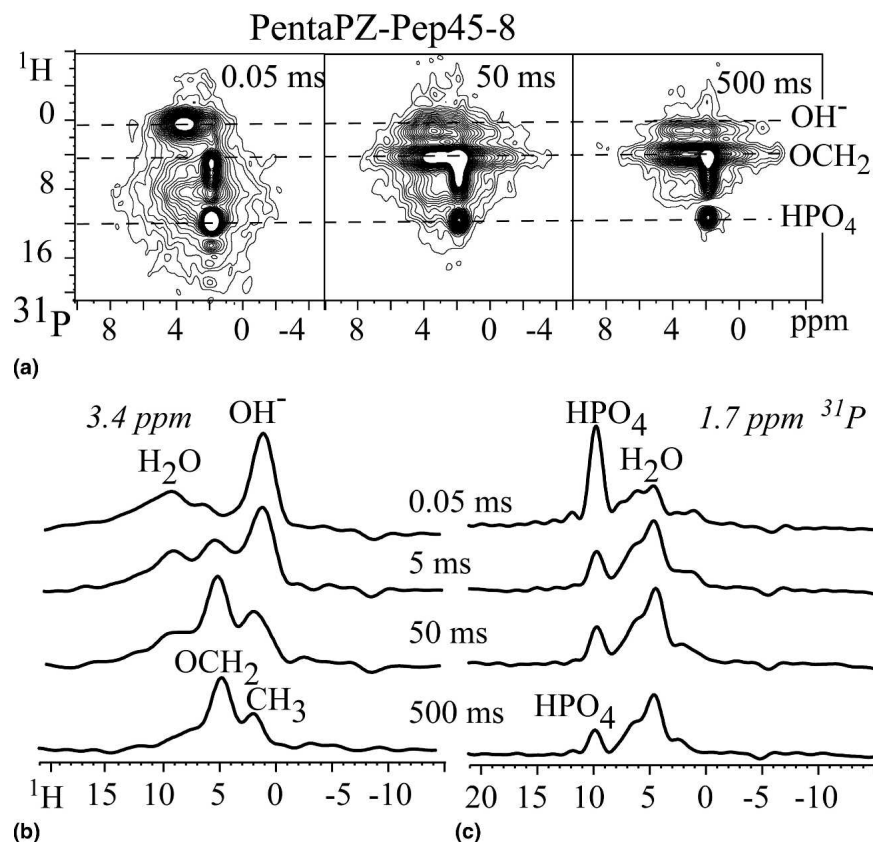 PentaPZ-Pep45-8
¹H
0.05 ms
50 ms
500 ms
0
8
16
31P
OH⁻
OCH₂
HPO₄
8 4 0 -4
8 4 0 -4
8 4 0 ppm
(a)
3.4 ppm
OH⁻
H₂O
HPO₄
H₂O
1.7 ppm ³¹P
0.05 ms
5 ms
50 ms
OCH₂
CH₃
500 ms
HPO₄
¹H 15 10 5 0 -5 -10
20 15 10 5 0 -5 -10
(b)
(c)